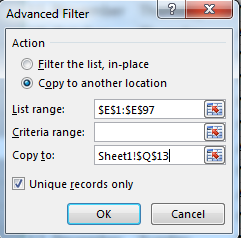 Advanced Filter
Action
Filter the list, in-place
Copy to another location
List range: $E$1:$E$97
Criteria range:
Copy to: Sheet1!$Q$13
Unique records only
OK Cancel